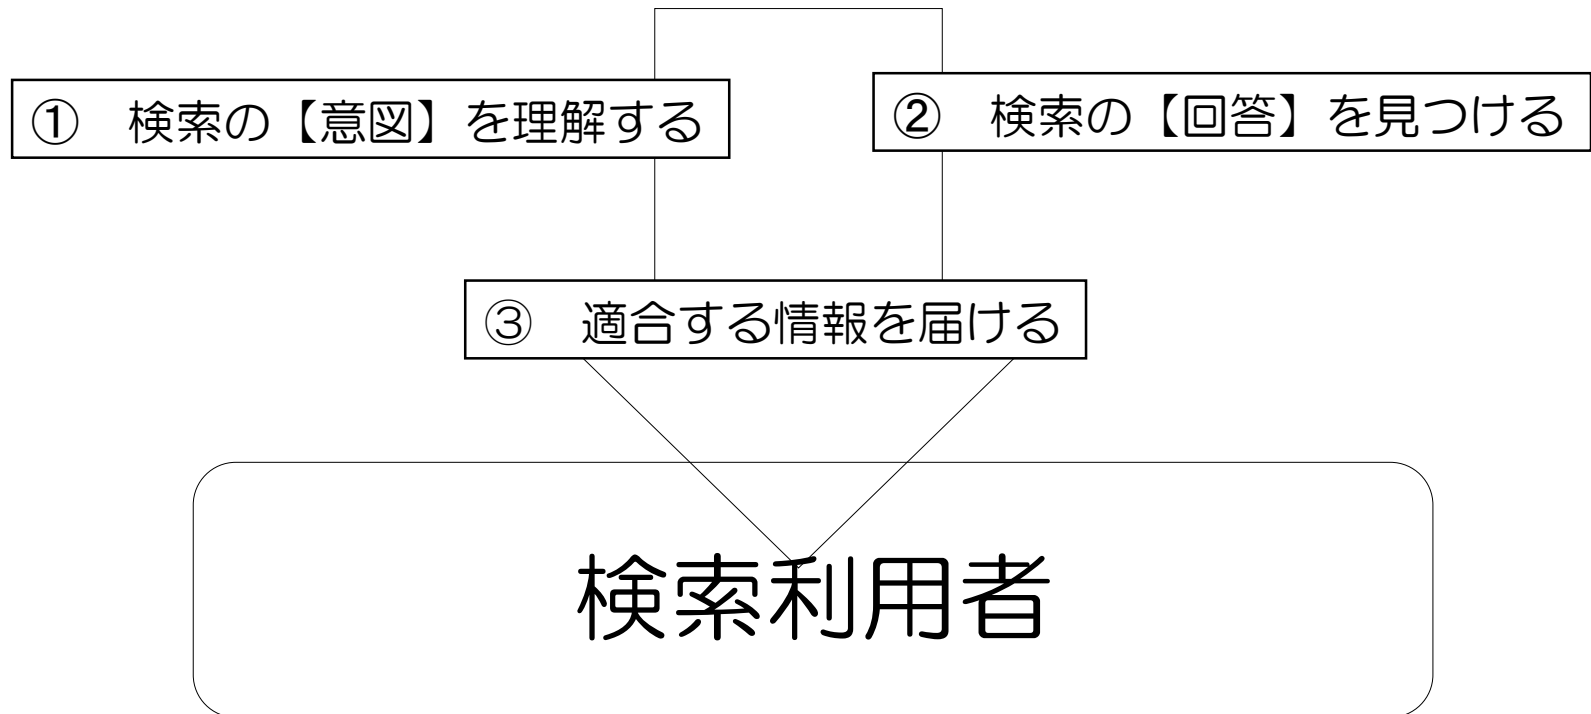 ① 検索の【意図】を理解する
② 検索の【回答】を見つける
③ 適合する情報を届ける
検索利用者